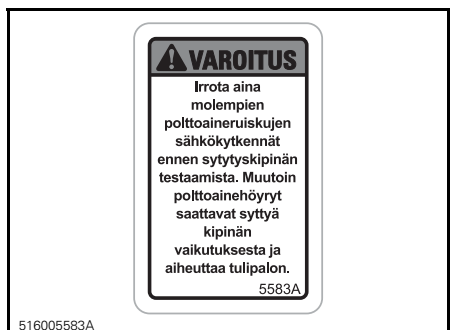 VAROITUS
Irrota aina
molempien
polttoaineruiskujen
sähkökytkennät
ennen sytytyskipinän
testaamista. Muutoin
polttoainehöyryt
saattavat syttyä
kipinän
vaikutuksesta ja
aiheuttaa tulipalon.
5583A
516005583A